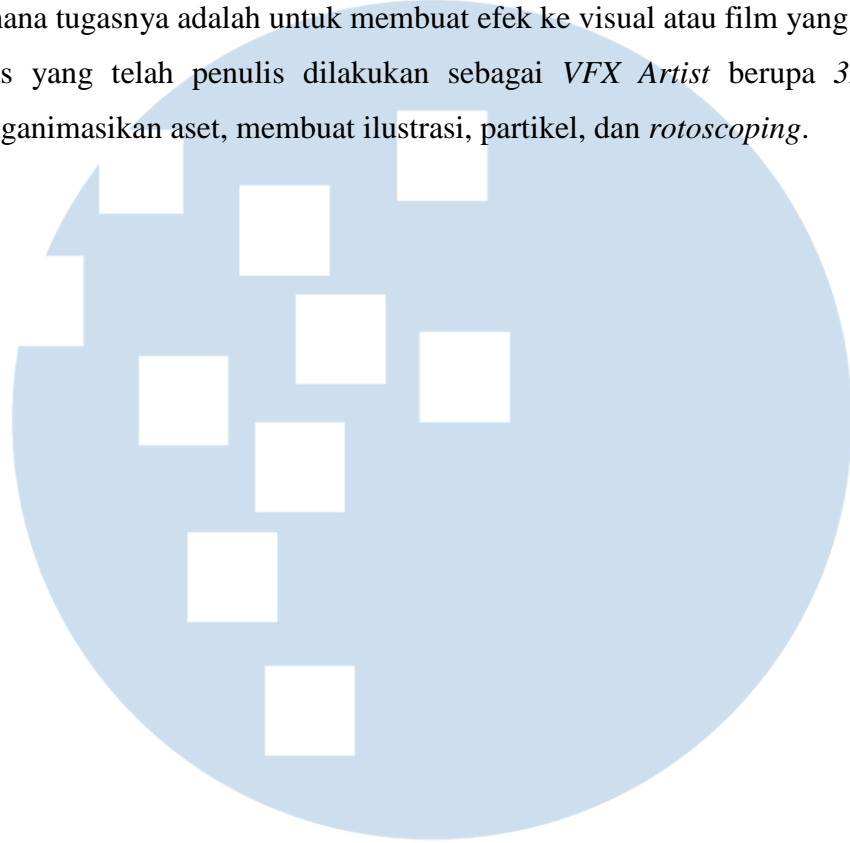 ana tugasnya adalah untuk membuat efek ke visual atau film yang
s yang telah penulis dilakukan sebagai VFX Artist berupa 3
ganimasikan aset, membuat ilustrasi, partikel, dan rotoscoping.